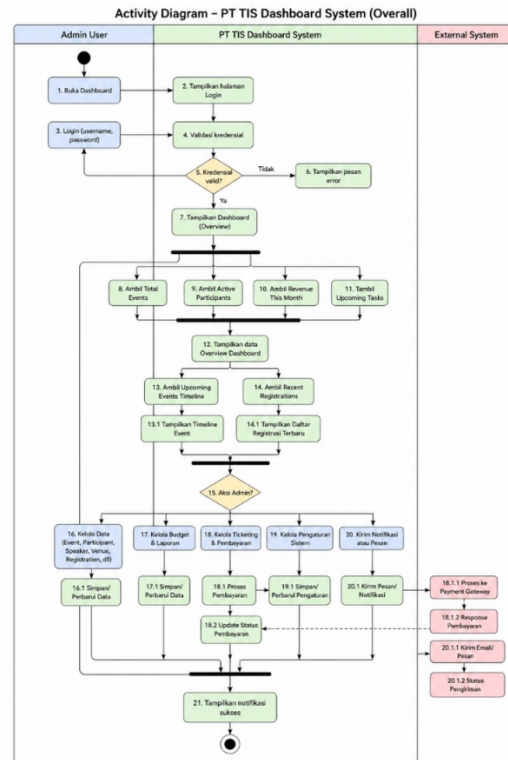 Activity Diagram – PT TIS Dashboard System (Overall)
Admin User
PT TIS Dashboard System
External System
1. Buka Dashboard
2. Tampilkan halaman
Login
3. Login (username,
password)
4. Validasi kredensial
5. Kredensial
valid?
Tidak
6. Tampilkan pesan
error
Ya
7. Tampilkan Dashboard
(Overview)
8. Ambil Total
Events
9. Ambil Active
Participants
10. Ambil Revenue
This Month
11. Tambil
Upcoming Tasks
12. Tampilkan data
Overview Dashboard
13. Ambil Upcoming
Events Timeline
14. Ambil Recent
Registrations
13.1 Tampilkan Timeline
Event
14.1 Tampilkan Daftar
Registrasi Terbaru
15. Aksi Admin?
16. Kelola Data
(Event, Participant,
Speaker, Venue,
Registration, dll)
17. Kelola Budget
& Laporan
18. Kelola Ticketing &
Pembayaran
19. Kelola Pengaturan
Sistem
20. Kirim Notifikasi
atau Pesan
16.1 Simpan/
Perbarui Data
17.1 Simpan/
Perbarui Data
18.1 Proses
Pembayaran
19.1 Simpan/
Perbarui Pengaturan
20.1 Kirim Pesan/
Notifikasi
18.1.1 Proses ke
Payment Gateway
18.2 Update Status
Pembayaran
18.1.2 Response
Pembayaran
20.1.1 Kirim Email/
Pesan
20.1.2 Status
Pengiriman
21. Tampilkan notifikasi
sukses